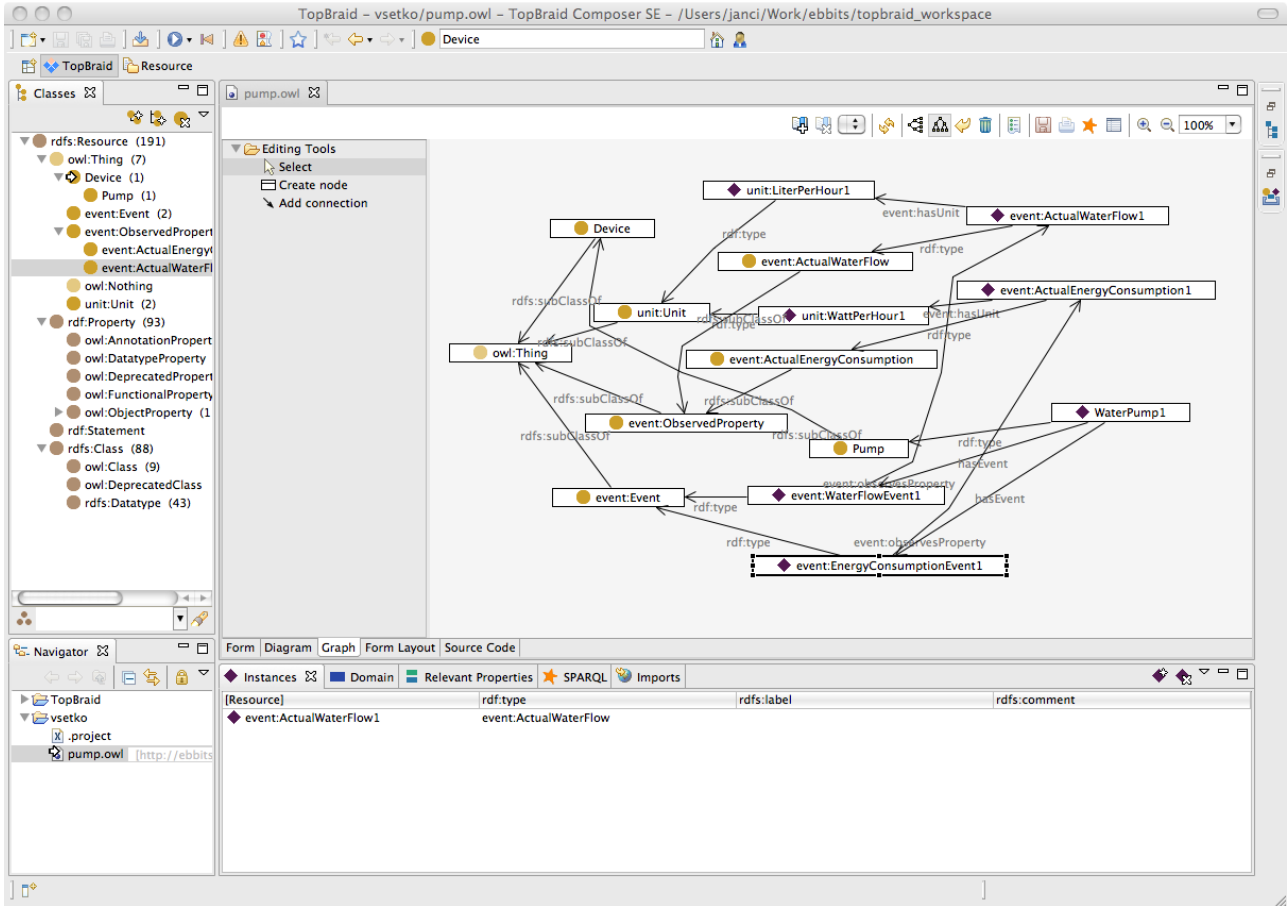 TopBraid – vsetko/pump.owl – TopBraid Composer SE – /Users/janci/Work/ebbits/topbraid_workspace
Device
TopBraid Resource
Classes
rdfs:Resource (191)
owl:Thing (7)
Device (1)
Pump (1)
event:Event (2)
event:ObservedPropert
event:ActualEnergy
event:ActualWaterFl
owl:Nothing
unit:Unit (2)
rdf:Property (93)
owl:AnnotationPropert
owl:DatatypeProperty
owl:DeprecatedPropert
owl:FunctionalProperty
owl:ObjectProperty (1
rdf:Statement
rdfs:Class (88)
owl:Class (9)
owl:DeprecatedClass
rdfs:Datatype (43)
Navigator
TopBraid
vsetko
.project
pump.owl [http://ebbits
pump.owl
100%
Editing Tools
Select
Create node
Add connection
unit:LiterPerHour1
event:hasUnit
event:ActualWaterFlow1
Device
rdf:type
rdf:type
event:ActualWaterFlow
event:ActualEnergyConsumption1
rdfs:subClassOf
unit:Unit
rdfs:subClassOf
rdf:type
unit:WattPerHour1
event:hasUnit
rdf:type
rdfs:subClassOf
owl:Thing
event:ActualEnergyConsumption
rdfs:subClassOf
rdfs:subClassOf
WaterPump1
event:ObservedProperty
rdfs:subClassOf
rdfs:subClassOf
Pump
rdf:type
hasEvent
event:observesProperty
event:Event
rdf:type
event:WaterFlowEvent1
hasEvent
rdf:type
event:observesProperty
event:EnergyConsumptionEvent1
Form Diagram Graph Form Layout Source Code
Instances Domain Relevant Properties SPARQL Imports
[Resource] rdf:type rdfs:label rdfs:comment
event:ActualWaterFlow1 event:ActualWaterFlow